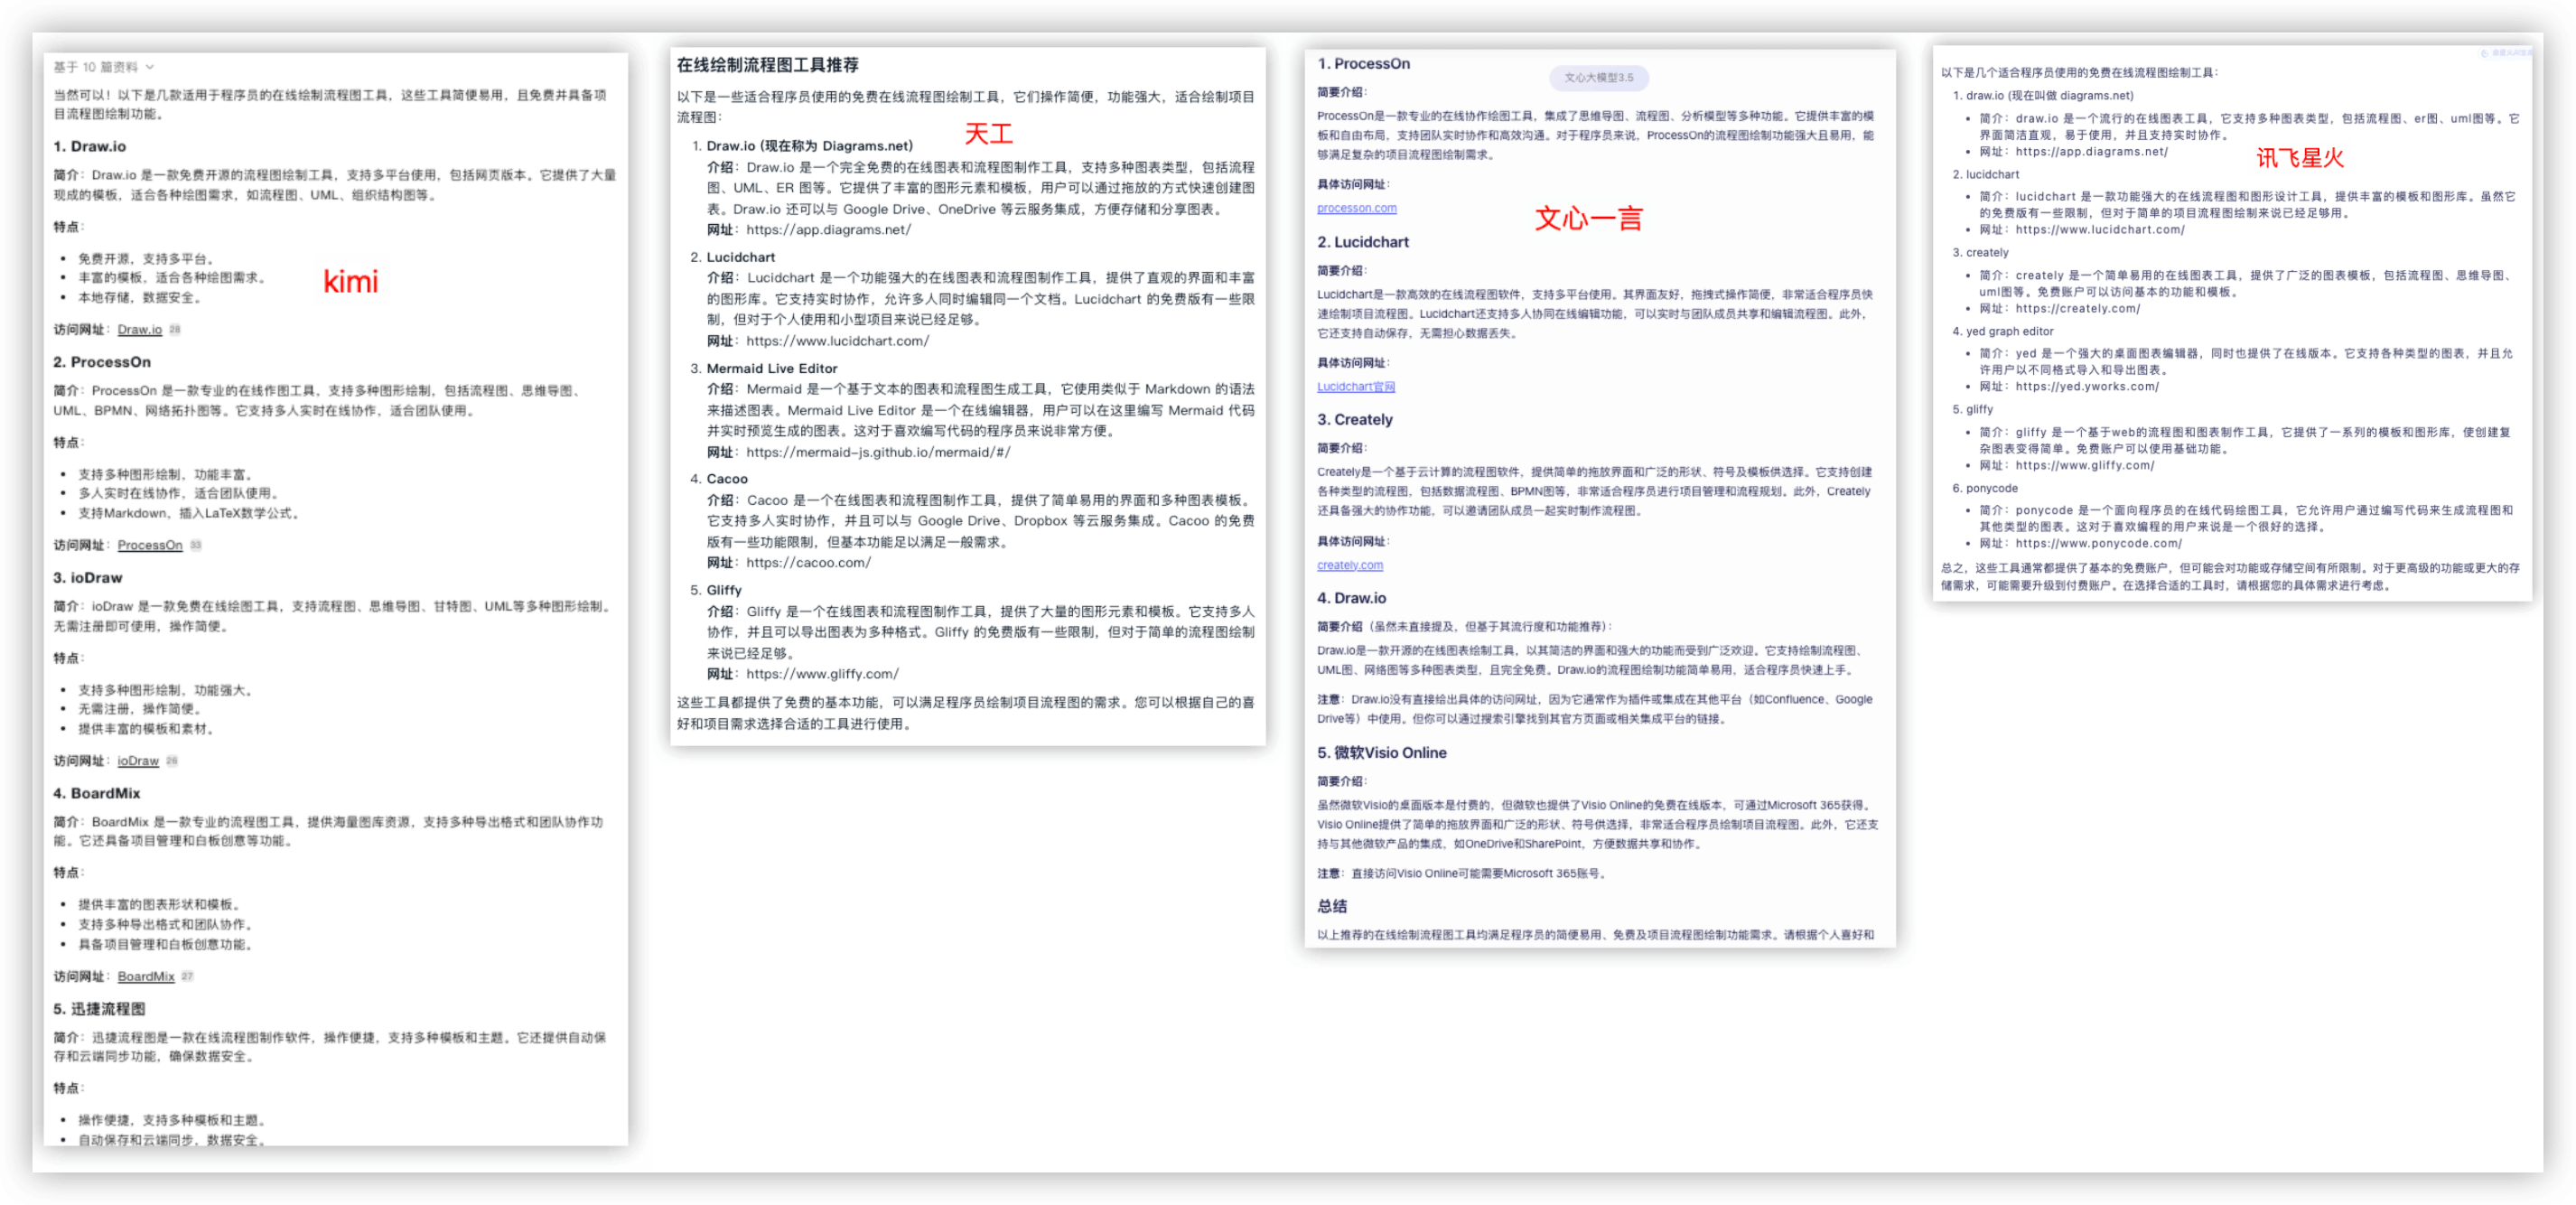 基于 10 篇资料
当然可以！以下是几款适用于程序员的在线绘制流程图工具，这些工具简便易用，且免费并具备项
目流程图绘制功能。
1. Draw.io
简介：Draw.io 是一款免费开源的流程图绘制工具，支持多平台使用，包括网页版本。它提供了大量
现成的模板，适合各种绘图需求，如流程图、UML、组织结构图等。
特点：
• 免费开源，支持多平台。
• 丰富的模板，适合各种绘图需求。
• 本地存储，数据安全。
kimi
访问网址：Draw.io 28
2. ProcessOn
简介：ProcessOn 是一款专业的在线作图工具，支持多种图形绘制，包括流程图、思维导图、
UML、BPMN、网络拓扑图等。它支持多人实时在线协作，适合团队使用。
特点：
• 支持多种图形绘制，功能丰富。
• 多人实时在线协作，适合团队使用。
• 支持Markdown，插入LaTeX数学公式。
访问网址：ProcessOn 33
3. ioDraw
简介：ioDraw 是一款免费在线绘图工具，支持流程图、思维导图、甘特图、UML等多种图形绘制。
无需注册即可使用，操作简便。
特点：
• 支持多种图形绘制，功能强大。
• 无需注册，操作简便。
• 提供丰富的模板和素材。
访问网址：ioDraw 26
4. BoardMix
简介：BoardMix 是一款专业的流程图工具，提供海量图库资源，支持多种导出格式和团队协作功
能。它还具备项目管理和白板创意等功能。
特点：
• 提供丰富的图表形状和模板。
• 支持多种导出格式和团队协作。
• 具备项目管理和白板创意功能。
访问网址：BoardMix 27
5. 迅捷流程图
简介：迅捷流程图是一款在线流程图制作软件，操作便捷，支持多种模板和主题。它还提供自动保
存和云端同步功能，确保数据安全。
特点：
• 操作便捷，支持多种模板和主题。
• 自动保存和云端同步，数据安全。
在线绘制流程图工具推荐
以下是一些适合程序员使用的免费在线流程图绘制工具，它们操作简便，功能强大，适合绘制项目
流程图：
天工
1. Draw.io (现在称为 Diagrams.net)
介绍：Draw.io 是一个完全免费的在线图表和流程图制作工具，支持多种图表类型，包括流程
图、UML、ER 图等。它提供了丰富的图形元素和模板，用户可以通过拖放的方式快速创建图
表。Draw.io 还可以与 Google Drive、OneDrive 等云服务集成，方便存储和分享图表。
网址：https://app.diagrams.net/
2. Lucidchart
介绍：Lucidchart 是一个功能强大的在线图表和流程图制作工具，提供了直观的界面和丰富
的图形库。它支持实时协作，允许多人同时编辑同一个文档。Lucidchart 的免费版有一些限
制，但对于个人使用和小型项目来说已经足够。
网址：https://www.lucidchart.com/
3. Mermaid Live Editor
介绍：Mermaid 是一个基于文本的图表和流程图生成工具，它使用类似于 Markdown 的语法
来描述图表。Mermaid Live Editor 是一个在线编辑器，用户可以在这里编写 Mermaid 代码
并实时预览生成的图表。这对于喜欢编写代码的程序员来说非常方便。
网址：https://mermaid-js.github.io/mermaid/#/
4. Cacoo
介绍：Cacoo 是一个在线图表和流程图制作工具，提供了简单易用的界面和多种图表模板。
它支持多人实时协作，并且可以与 Google Drive、Dropbox 等云服务集成。Cacoo 的免费
版有一些功能限制，但基本功能足以满足一般需求。
网址：https://cacoo.com/
5. Gliffy
介绍：Gliffy 是一个在线图表和流程图制作工具，提供了大量的图形元素和模板。它支持多人
协作，并且可以导出图表为多种格式。Gliffy 的免费版有一些限制，但对于简单的流程图绘制
来说已经足够。
网址：https://www.gliffy.com/
这些工具都提供了免费的基本功能，可以满足程序员绘制项目流程图的需求。您可以根据自己的喜
好和项目需求选择合适的工具进行使用。
1. ProcessOn
文心大模型3.5
简要介绍：
ProcessOn是一款专业的在线协作绘图工具，集成了思维导图、流程图、分析模型等多种功能。它提供丰富的模
板和自由布局，支持团队实时协作和高效沟通。对于程序员来说，ProcessOn的流程图绘制功能强大且易用，能
够满足复杂的项目流程图绘制需求。
具体访问网址：
processon.com
文心一言
2. Lucidchart
简要介绍：
Lucidchart是一款高效的在线流程图软件，支持多平台使用。其界面友好，拖拽式操作简便，非常适合程序员快
速绘制项目流程图。Lucidchart还支持多人协同在线编辑功能，可以实时与团队成员共享和编辑流程图。此外，
它还支持自动保存，无需担心数据丢失。
具体访问网址：
Lucidchart官网
3. Creately
简要介绍：
Creately是一个基于云计算的流程图软件，提供简单的拖放界面和广泛的形状、符号及模板供选择。它支持创建
各种类型的流程图，包括数据流程图、BPMN图等，非常适合程序员进行项目管理和流程规划。此外，Creately
还具备强大的协作功能，可以邀请团队成员一起实时制作流程图。
具体访问网址：
creately.com
4. Draw.io
简要介绍（虽然未直接提及，但基于其流行度和功能推荐）：
Draw.io是一款开源的在线图表绘制工具，以其简洁的界面和强大的功能而受到广泛欢迎。它支持绘制流程图、
UML图、网络图等多种图表类型，且完全免费。Draw.io的流程图绘制功能简单易用，适合程序员快速上手。
注意：Draw.io没有直接给出具体的访问网址，因为它通常作为插件或集成在其他平台（如Confluence、Google
Drive等）中使用。但你可以通过搜索引擎找到其官方页面或相关集成平台的链接。
5. 微软Visio Online
简要介绍：
虽然微软Visio的桌面版本是付费的，但微软也提供了Visio Online的免费在线版本，可通过Microsoft 365获得。
Visio Online提供了简单的拖放界面和广泛的形状、符号供选择，非常适合程序员绘制项目流程图。此外，它还支
持与其他微软产品的集成，如OneDrive和SharePoint，方便数据共享和协作。
注意：直接访问Visio Online可能需要Microsoft 365账号。
总结
以上推荐的在线绘制流程图工具均满足程序员的简便易用、免费及项目流程图绘制功能需求。请根据个人喜好和
以下是几个适合程序员使用的免费在线流程图绘制工具：
1. draw.io (现在叫做 diagrams.net)
• 简介：draw.io 是一个流行的在线图表工具，它支持多种图表类型，包括流程图、er图、uml图等。它
界面简洁直观，易于使用，并且支持实时协作。
• 网址：https://app.diagrams.net/
讯飞星火
2. lucidchart
• 简介：lucidchart 是一款功能强大的在线流程图和图形设计工具，提供丰富的模板和图形库。虽然它
的免费版有一些限制，但对于简单的项目流程图绘制来说已经足够用。
• 网址：https://www.lucidchart.com/
3. creately
• 简介：creately 是一个简单易用的在线图表工具，提供了广泛的图表模板，包括流程图、思维导图、
uml图等。免费账户可以访问基本的功能和模板。
• 网址：https://creately.com/
4. yed graph editor
• 简介：yed 是一个强大的桌面图表编辑器，同时也提供了在线版本。它支持各种类型的图表，并且允
许用户以不同格式导入和导出图表。
• 网址：https://yed.yworks.com/
5. gliffy
• 简介：gliffy 是一个基于web的流程图和图表制作工具，它提供了一系列的模板和图形库，使创建复
杂图表变得简单。免费账户可以使用基础功能。
• 网址：https://www.gliffy.com/
6. ponycode
• 简介：ponycode 是一个面向程序员的在线代码绘图工具，它允许用户通过编写代码来生成流程图和
其他类型的图表。这对于喜欢编程的用户来说是一个很好的选择。
• 网址：https://www.ponycode.com/
总之，这些工具通常都提供了基本的免费账户，但可能会对功能或存储空间有所限制。对于更高级的功能或更大的存
储需求，可能需要升级到付费账户。在选择合适的工具时，请根据您的具体需求进行考虑。